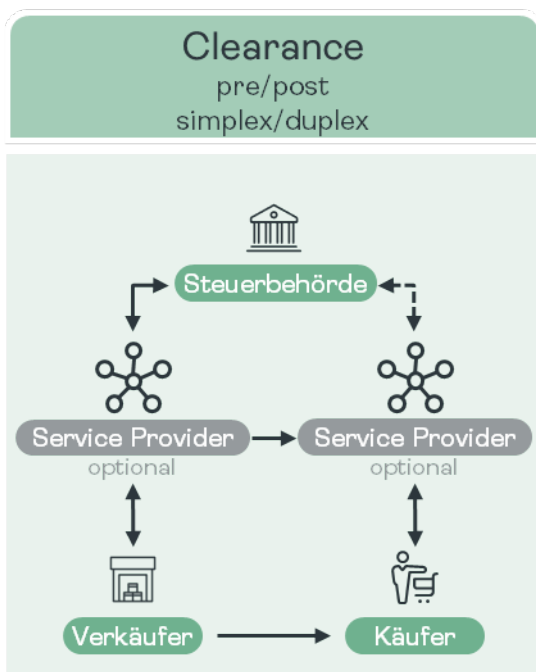 Clearance
pre/post
simplex/duplex
Steuerbehörde
Service Provider
optional
Service Provider
optional
Verkäufer
Käufer